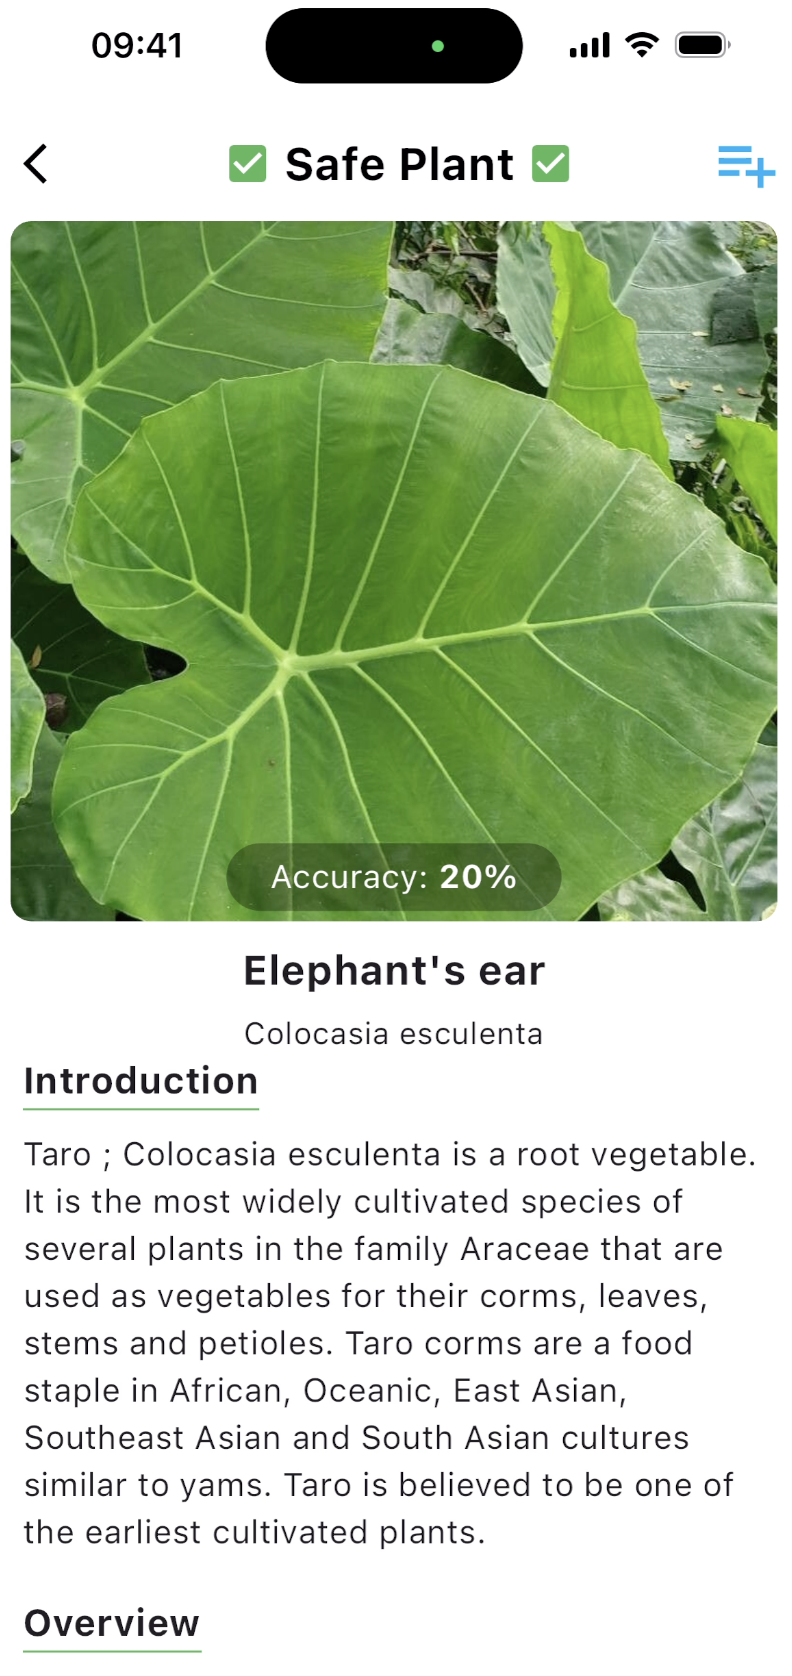 09:41
✅ Safe Plant ✅
Accuracy: 20%
Elephant's ear
Colocasia esculenta
Introduction
Taro ; Colocasia esculenta is a root vegetable.
It is the most widely cultivated species of
several plants in the family Araceae that are
used as vegetables for their corms, leaves,
stems and petioles. Taro corms are a food
staple in African, Oceanic, East Asian,
Southeast Asian and South Asian cultures
similar to yams. Taro is believed to be one of
the earliest cultivated plants.
Overview